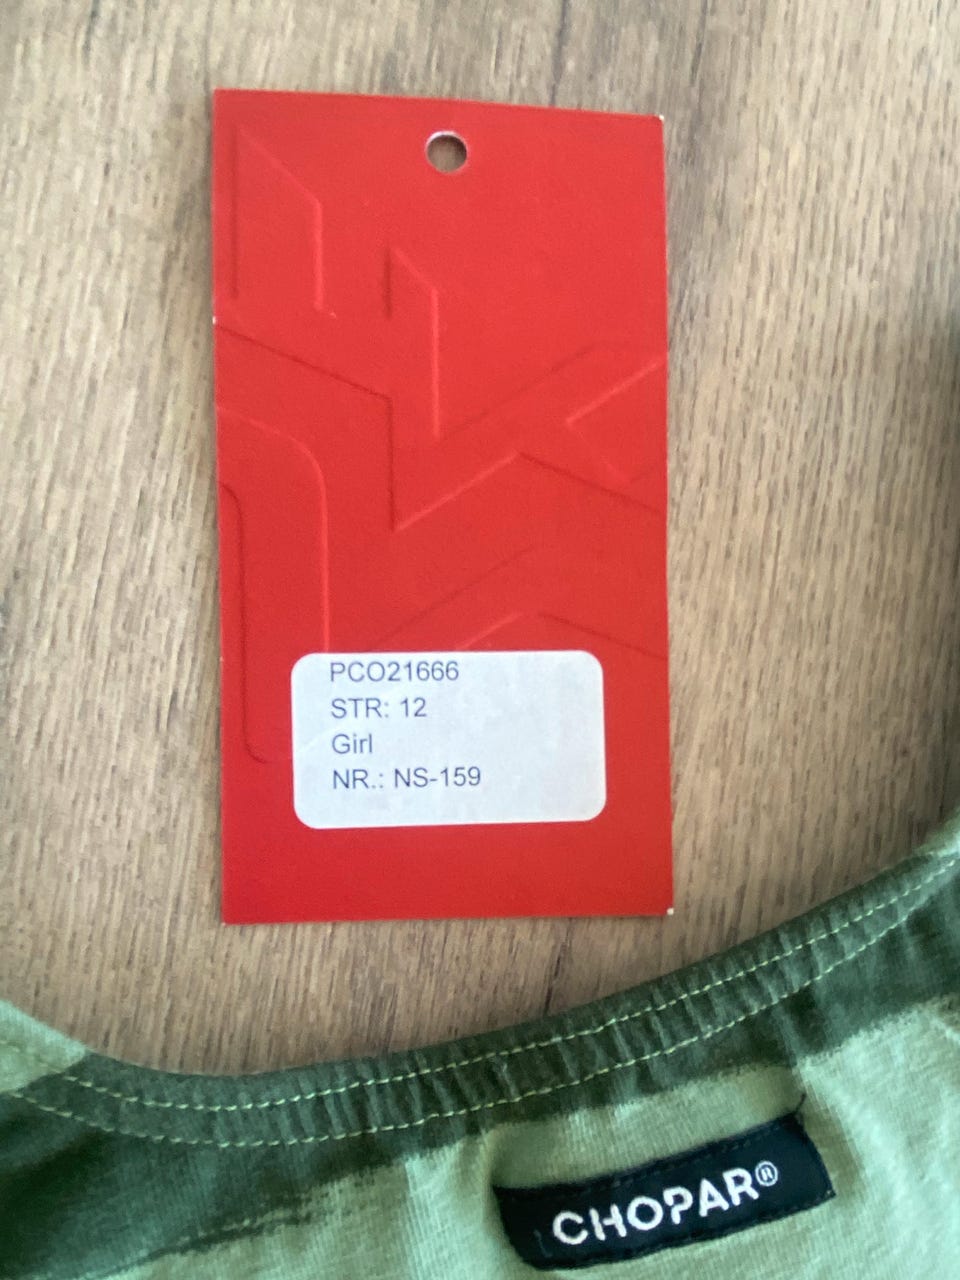 PCO21666
STR: 12
Girl
NR.: NS-159
CHOPAR®